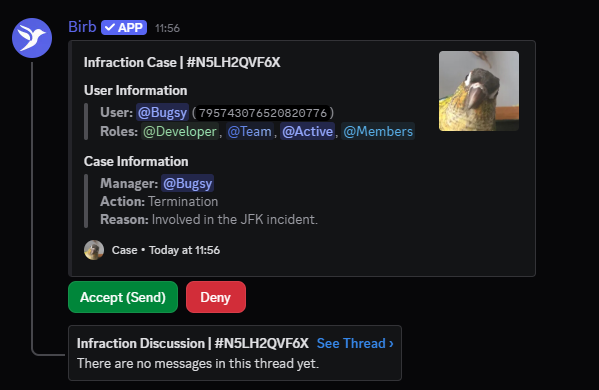 Birb ✓ APP 11:56
Infraction Case | #N5LH2QVF6X
User Information
User: @Bugsy (795743076520820776)
Roles: @Developer, @Team, @Active, @Members
Case Information
Manager: @Bugsy
Action: Termination
Reason: Involved in the JFK incident.
Case • Today at 11:56
Accept (Send) Deny
Infraction Discussion | #N5LH2QVF6X See Thread ›
There are no messages in this thread yet.